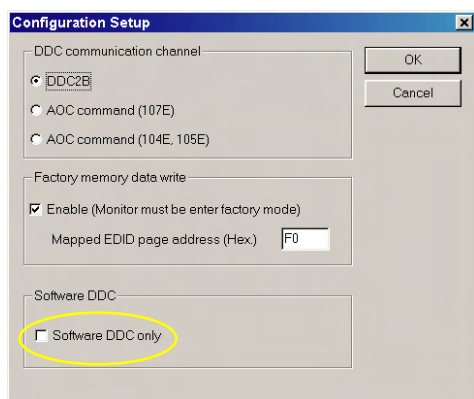 Configuration Setup
DDC communication channel
DDC2B
AOC command (107E)
AOC command (104E, 105E)
OK
Cancel
Factory memory data write
Enable (Monitor must be enter factory mode)
Mapped EDID page address (Hex.) F0
Software DDC
Software DDC only